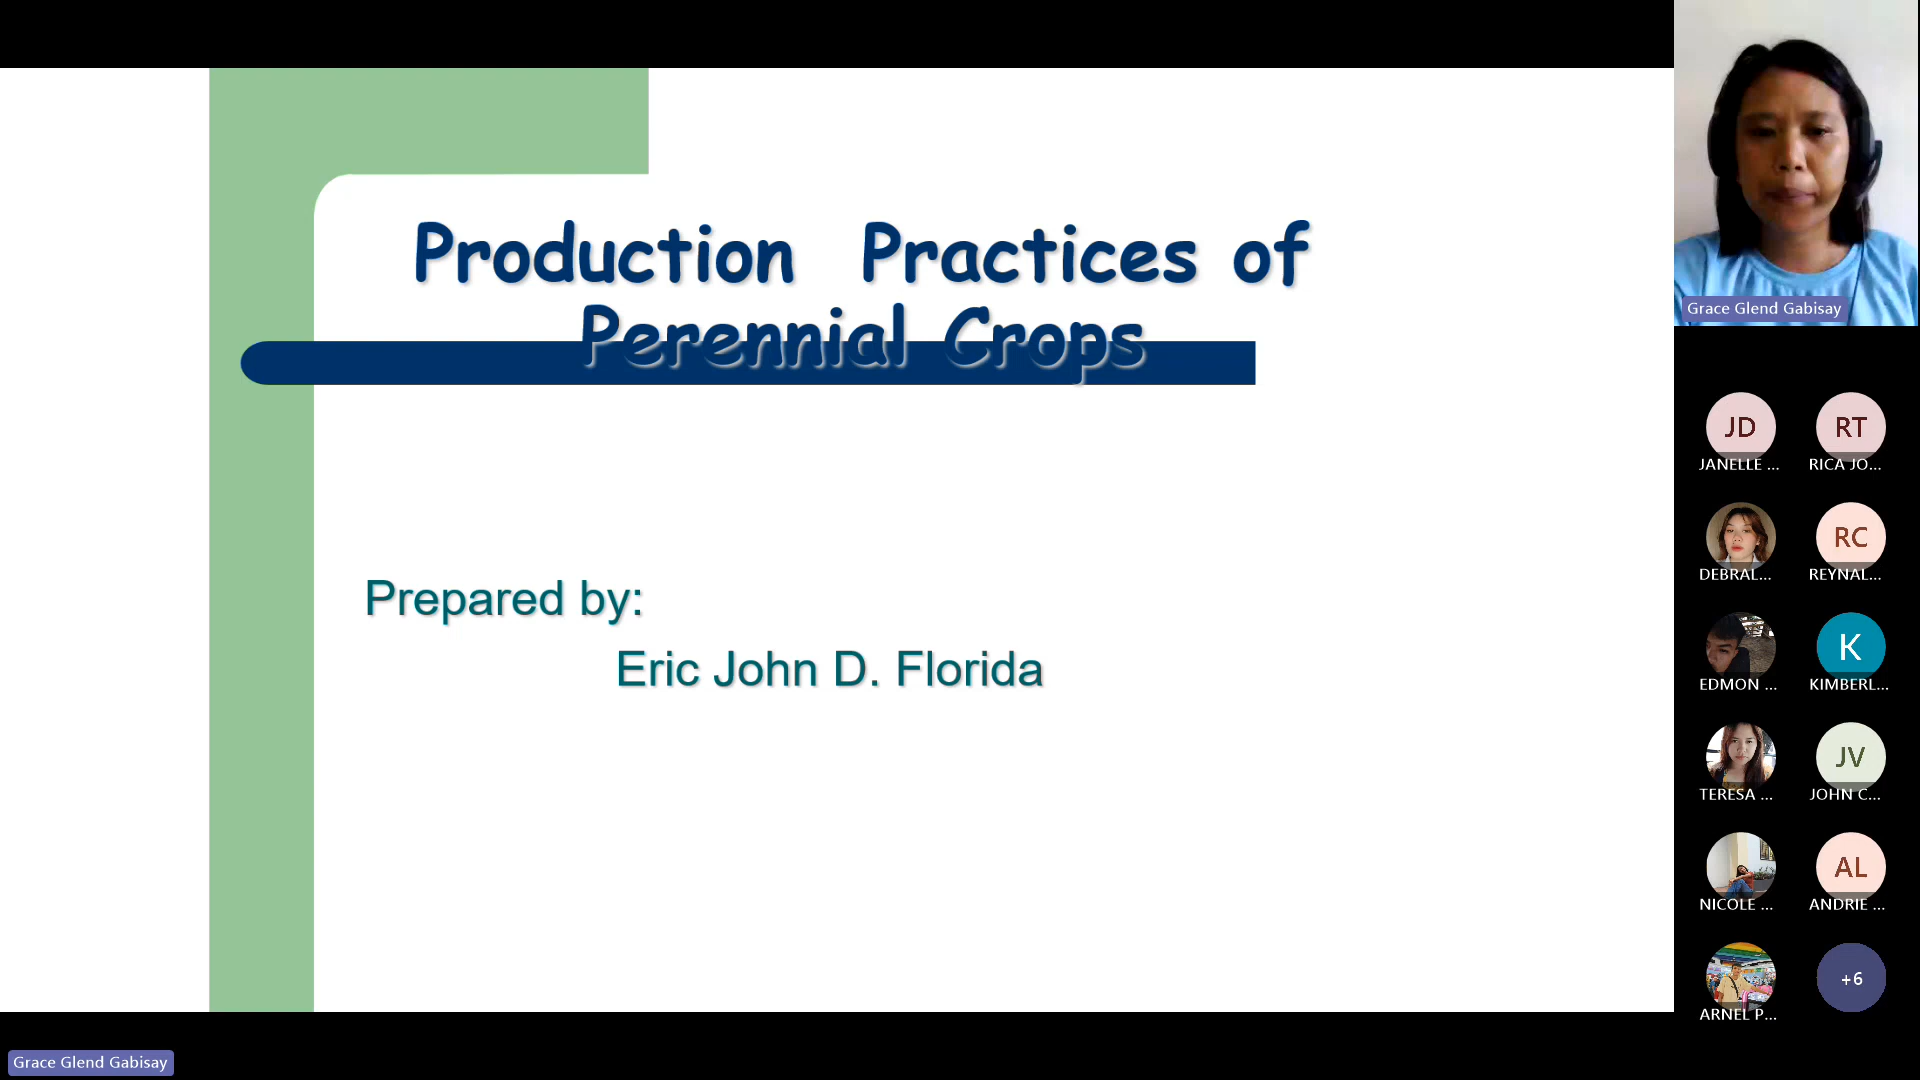 Production Practices of
Perennial Crops
Prepared by:
Eric John D. Florida
Grace Glend Gabisay
JD
JANELLE ...
RT
RICA JO...
DEBRAL...
RC
REYNAL...
EDMON ...
K
KIMBERL...
TERESA ...
JV
JOHN C...
NICOLE ...
AL
ANDRIE ...
ARNEL P...
+6
Grace Glend Gabisay